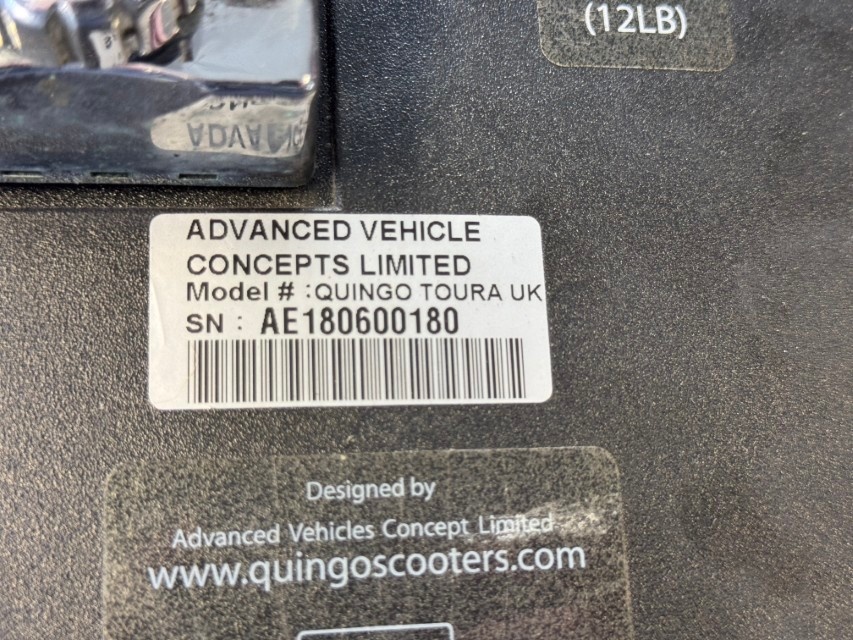 (12LB)
ADVANCED VEHICLE
CONCEPTS LIMITED
Model # :QUINGO TOURA UK
SN : AE180600180
Designed by
Advanced Vehicles Concept Limited
www.quingoscooters.com